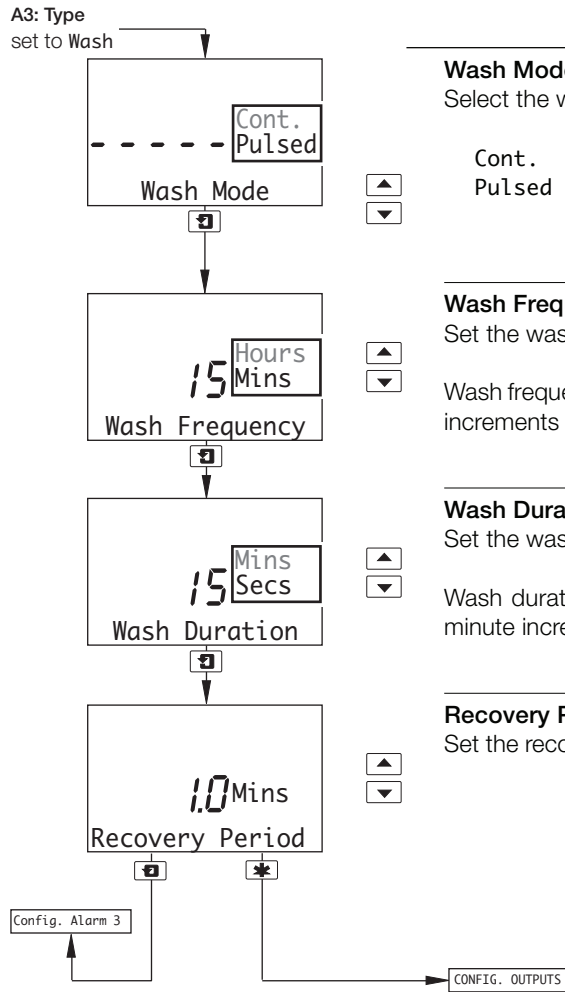 A3: Type
set to Wash
Cont.
- - - - - Pulsed
Wash Mode
Wash Mod
Select the
Cont.
Pulsed
Hours
15 Mins
Wash Frequency
Wash Freq
Set the was
Wash freque
increments
Mins
15 Secs
Wash Duration
Wash Dura
Set the was
Wash durat
minute incre
1.0 Mins
Recovery Period
Recovery P
Set the reco
Config. Alarm 3
CONFIG. OUTPUTS